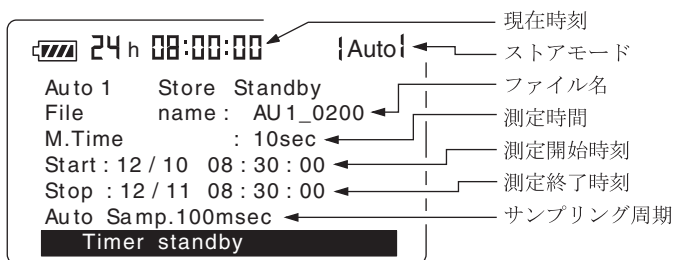 24 h 08:00:00 Auto
Auto 1 Store Standby
File name : AU1_0200
M.Time : 10sec
Start : 12 / 10 08 : 30 : 00
Stop : 12 / 11 08 : 30 : 00
Auto Samp.100msec
Timer standby
現在時刻
ストアモード
ファイル名
測定時間
測定開始時刻
測定終了時刻
サンプリング周期